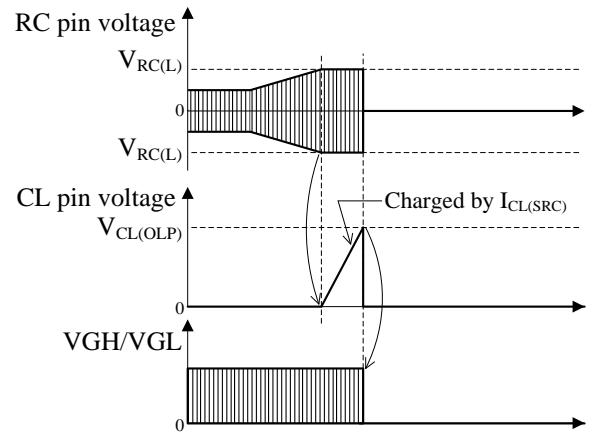 RC pin voltage
V_RC(L)
0
V_RC(L)
CL pin voltage
Charged by I_CL(SRC)
V_CL(OLP)
0
VGH/VGL
0